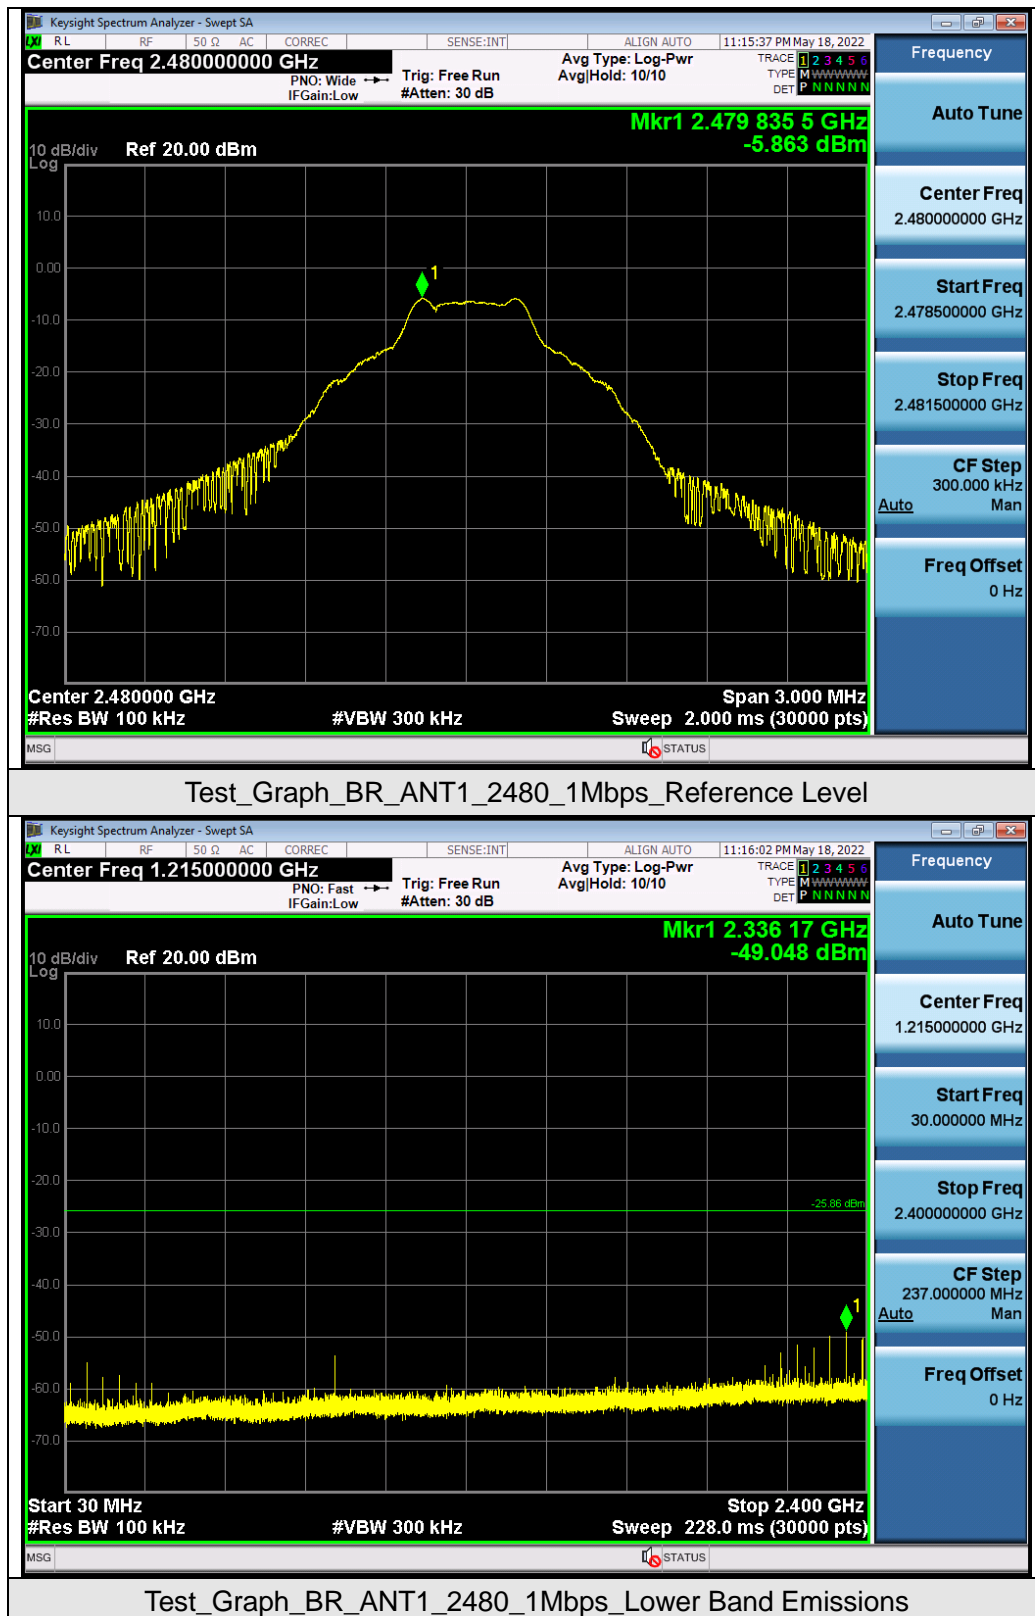 Keysight Spectrum Analyzer - Swept SA
LXI RL RF 50 Ω AC CORREC SENSE:INT ALIGN AUTO 11:15:37 PM May 18, 2022
Center Freq 2.480000000 GHz
PNO: Wide
IFGain:Low
Trig: Free Run
#Atten: 30 dB
Avg Type: Log-Pwr
Avg|Hold: 10/10
TRACE 1 2 3 4 5 6
TYPE M WWWWW
DET P N N N N N
Frequency
Auto Tune
Center Freq
2.480000000 GHz
Start Freq
2.478500000 GHz
Stop Freq
2.481500000 GHz
CF Step
300.000 kHz
Auto Man
Freq Offset
0 Hz
Mkr1 2.479 835 5 GHz
-5.863 dBm
10 dB/div Ref 20.00 dBm
Log
10.0
0.00
-10.0
-20.0
-30.0
-40.0
-50.0
-60.0
-70.0
1
Center 2.480000 GHz Span 3.000 MHz
#Res BW 100 kHz #VBW 300 kHz Sweep 2.000 ms (30000 pts)
MSG STATUS
Test_Graph_BR_ANT1_2480_1Mbps_Reference Level
Keysight Spectrum Analyzer - Swept SA
LXI RL RF 50 Ω AC CORREC SENSE:INT ALIGN AUTO 11:16:02 PM May 18, 2022
Center Freq 1.215000000 GHz
PNO: Fast
IFGain:Low
Trig: Free Run
#Atten: 30 dB
Avg Type: Log-Pwr
Avg|Hold: 10/10
TRACE 1 2 3 4 5 6
TYPE M WWWWW
DET P N N N N N
Frequency
Auto Tune
Center Freq
1.215000000 GHz
Start Freq
30.000000 MHz
Stop Freq
2.400000000 GHz
CF Step
237.000000 MHz
Auto Man
Freq Offset
0 Hz
Mkr1 2.336 17 GHz
-49.048 dBm
10 dB/div Ref 20.00 dBm
Log
10.0
0.00
-10.0
-20.0
-30.0
-40.0
-50.0
-60.0
-70.0
-25.86 dBm
1
Start 30 MHz Stop 2.400 GHz
#Res BW 100 kHz #VBW 300 kHz Sweep 228.0 ms (30000 pts)
MSG STATUS
Test_Graph_BR_ANT1_2480_1Mbps_Lower Band Emissions